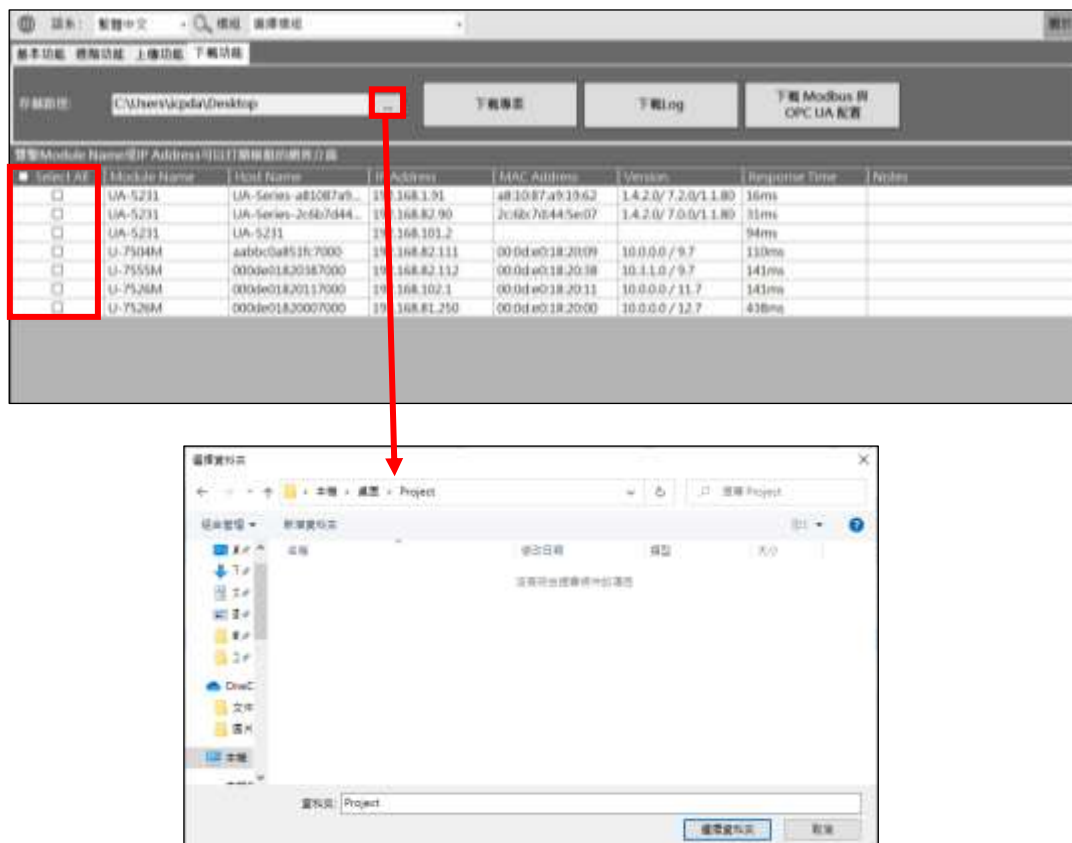 語系: 繁體中文 模組 選擇模組
基本功能 進階功能 上傳功能 下載功能
存儲路徑: C:\Users\icpda\Desktop ... 下載專案 下載Log 下載 Modbus 與 OPC UA 配置
雙擊Module Name或IP Address可以打開模組的網頁介面
Select All Module Name Host Name IP Address MAC Address Version Response Time Notes
UA-5231 UA-Series-a81087a9... 192.168.1.91 a8:10:87:a9:19:62 1.4.2.0/ 7.2.0/1.1.80 16ms
UA-5231 UA-Series-2c6b7d44... 192.168.82.90 2c:6b:7d:44:5e:07 1.4.2.0/ 7.0.0/1.1.80 31ms
UA-5231 UA-5231 192.168.101.2 94ms
U-7504M aabbc0a851fc7000 192.168.82.111 00:0d:e0:18:20:09 10.0.0.0 / 9.7 110ms
U-7555M 000de01820387000 192.168.82.112 00:0d:e0:18:20:38 10.3.1.0 / 9.7 141ms
U-7526M 000de01820117000 192.168.102.1 00:0d:e0:18:20:11 10.0.0.0 / 11.7 141ms
U-7526M 000de01820007000 192.168.81.250 00:0d:e0:18:20:00 10.0.0.0 / 12.7 438ms
選擇資料夾
本機 › 桌面 › Project 搜尋 Project
組合管理 新增資料夾
名稱 修改日期 類型 大小
沒有符合搜尋條件的項目
OneD
文件
圖片
本機
資料夾: Project
選擇資料夾 取消